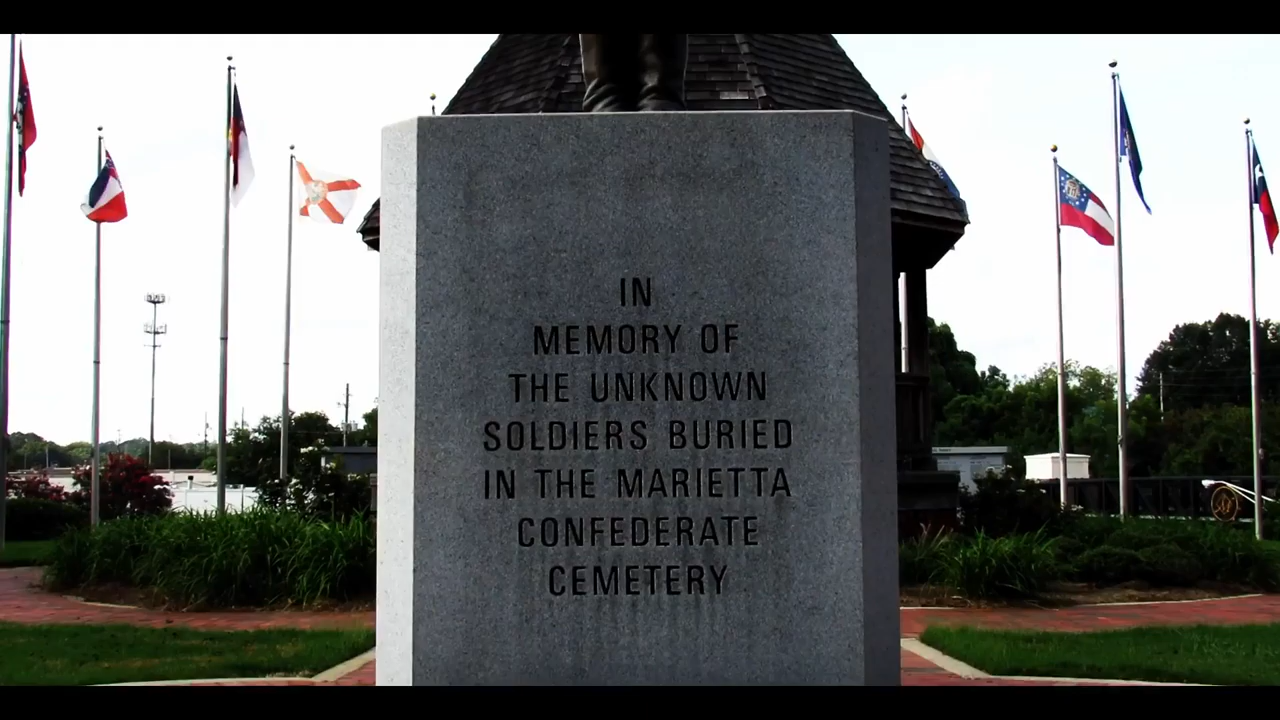 IN
MEMORY OF
THE UNKNOWN
SOLDIERS BURIED
IN THE MARIETTA
CONFEDERATE
CEMETERY